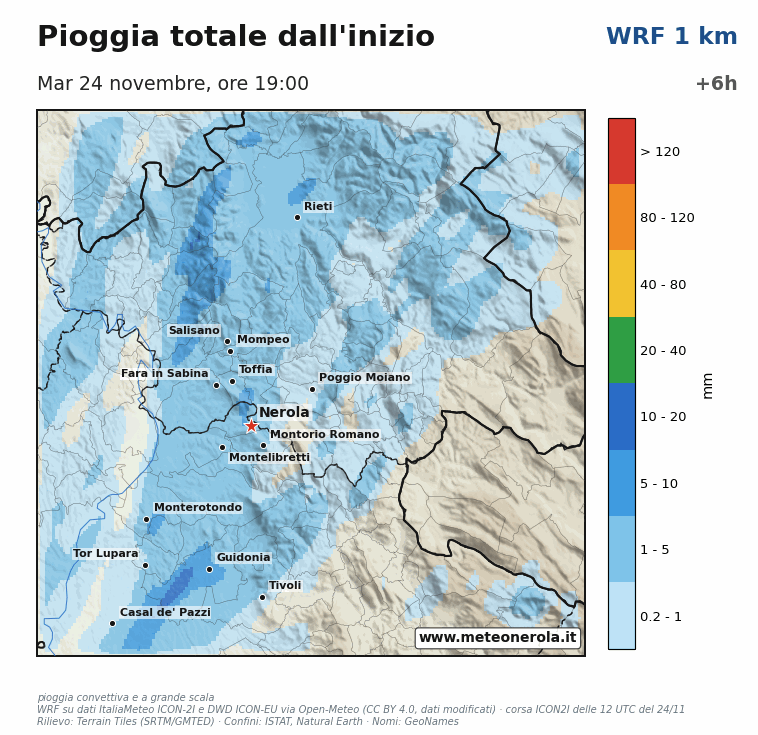 Pioggia totale dall'inizio
WRF 1 km
Mar 24 novembre, ore 19:00
+6h
Rieti
Salisano
Mompeo
Fara in Sabina
Toffia
Poggio Moiano
Nerola
Montorio Romano
Montelibretti
Monterotondo
Tor Lupara
Guidonia
Tivoli
Casal de' Pazzi
www.meteonerola.it
> 120
80 - 120
40 - 80
20 - 40
10 - 20
5 - 10
1 - 5
0.2 - 1
mm
pioggia convettiva e a grande scala
WRF su dati ItaliaMeteo ICON-2I e DWD ICON-EU via Open-Meteo (CC BY 4.0, dati modificati) · corsa ICON2I delle 12 UTC del 24/11
Rilievo: Terrain Tiles (SRTM/GMTED) · Confini: ISTAT, Natural Earth · Nomi: GeoNames